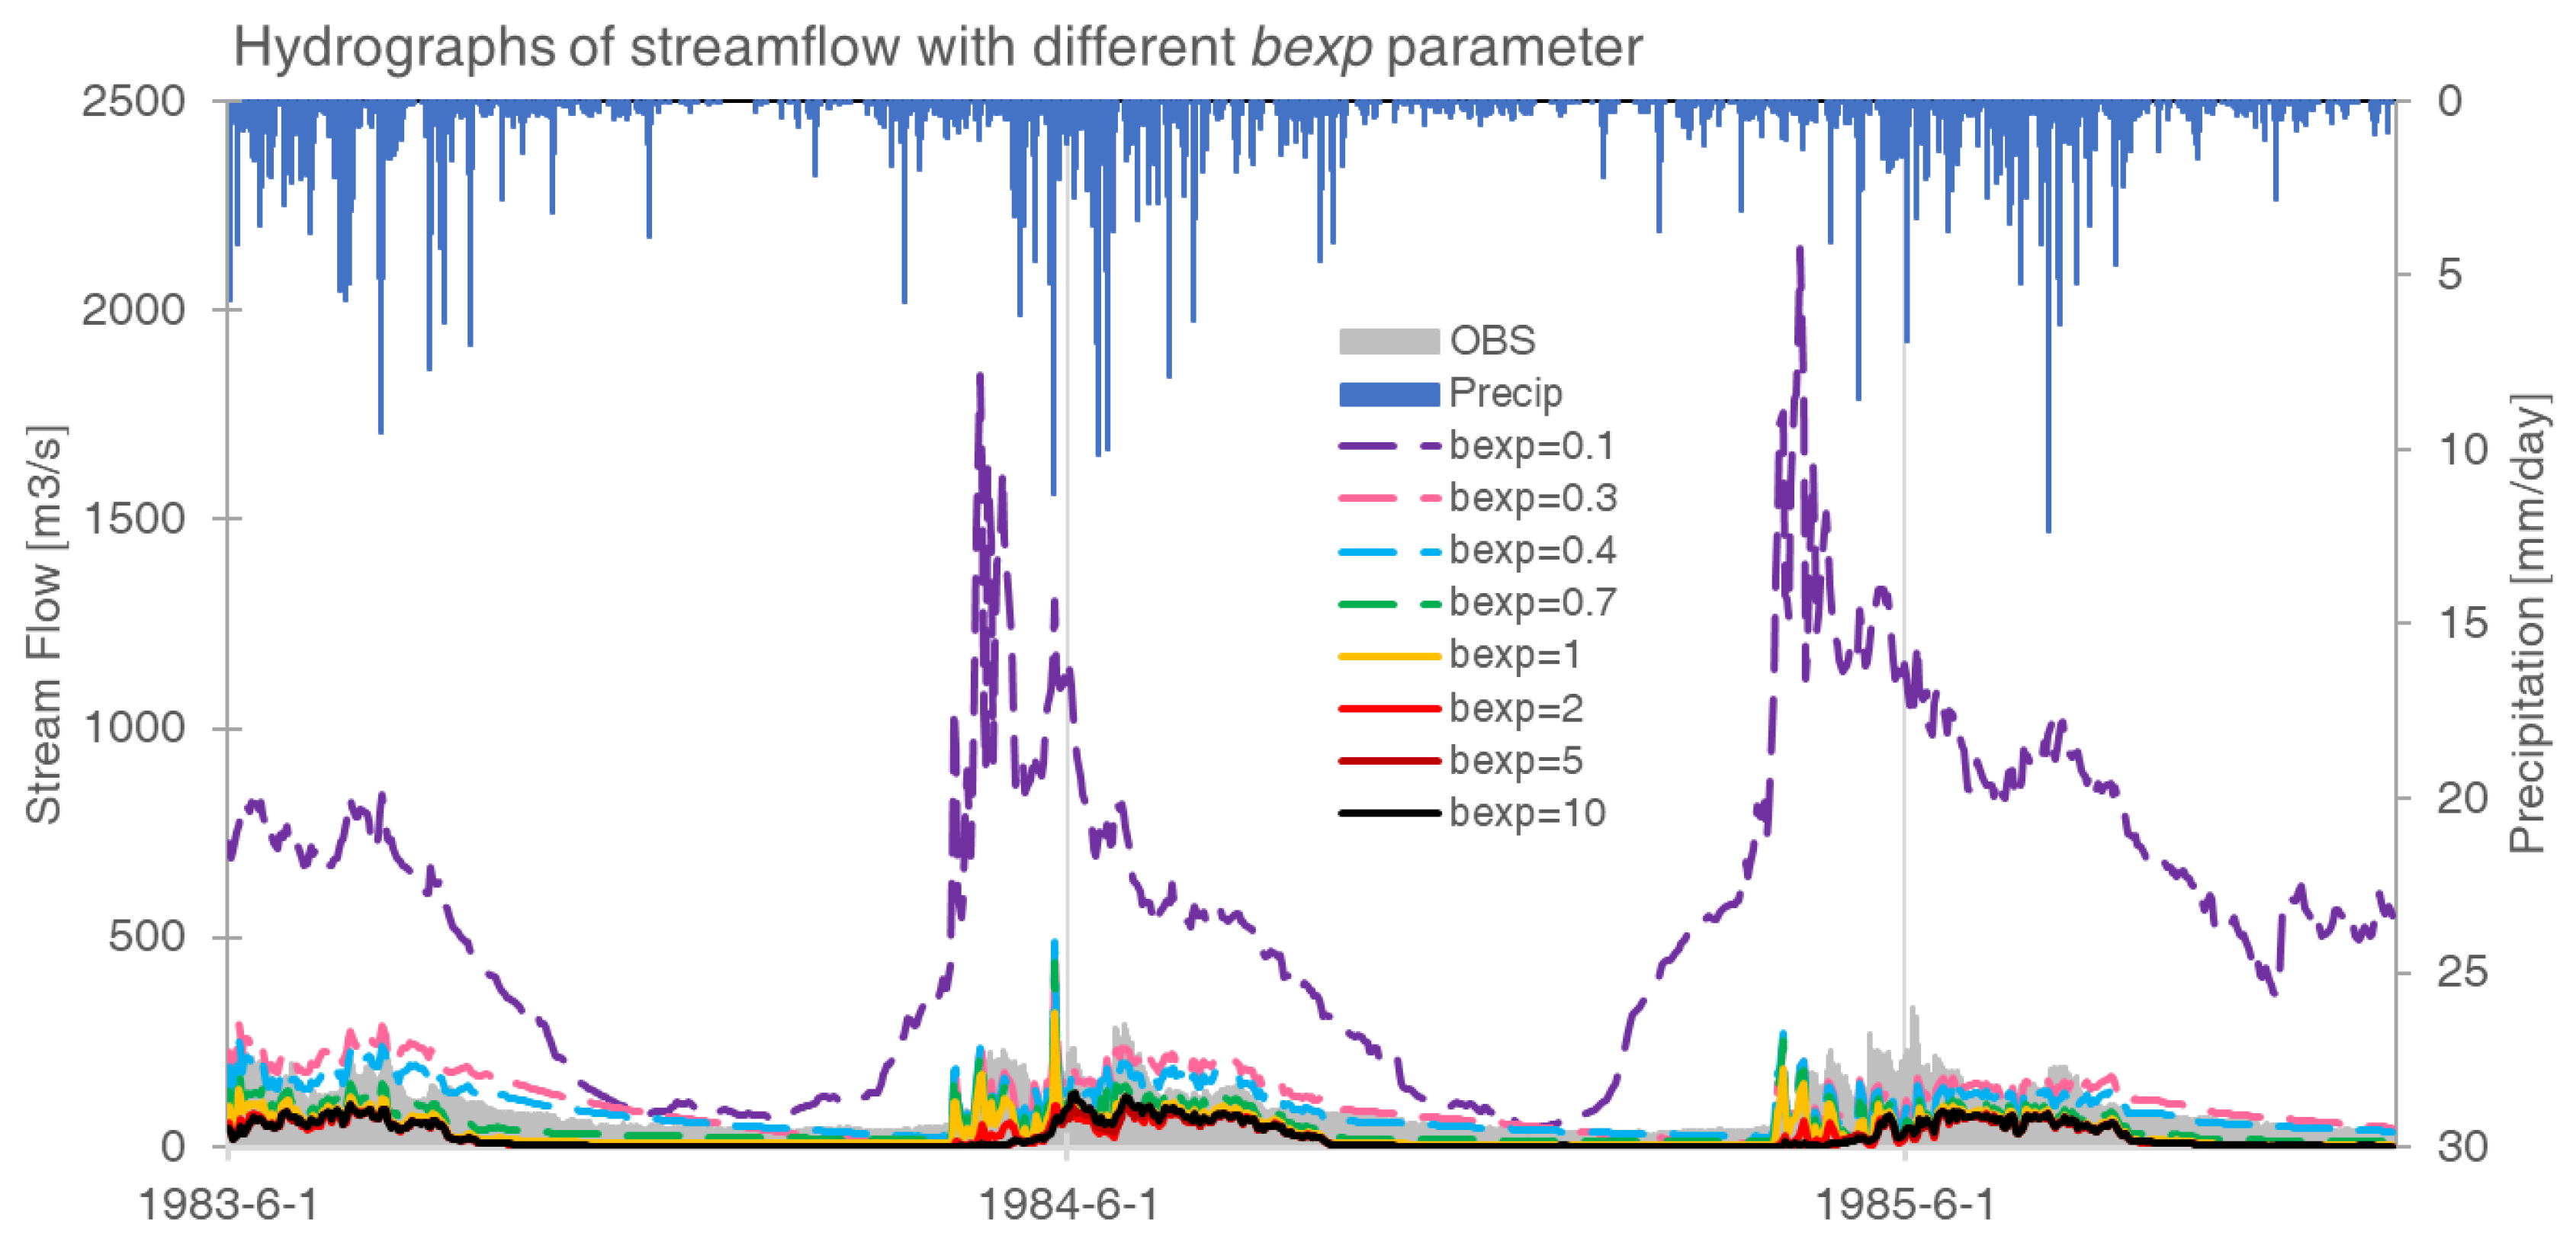 Hydrographs of streamflow with different bexp parameter
2500
2000
1500
1000
500
0
Stream Flow [m3/s]
0
5
10
15
20
25
30
Precipitation [mm/day]
OBS
Precip
bexp=0.1
bexp=0.3
bexp=0.4
bexp=0.7
bexp=1
bexp=2
bexp=5
bexp=10
1983-6-1
1984-6-1
1985-6-1